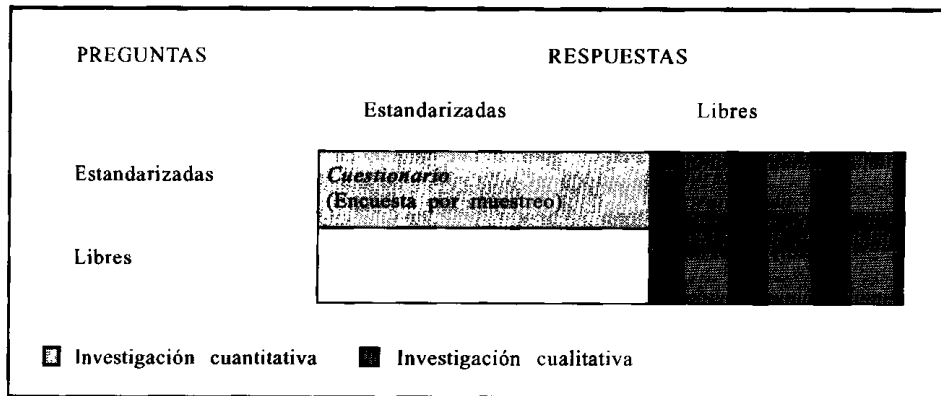 PREGUNTAS RESPUESTAS
Estandarizadas Libres
Estandarizadas Cuestionario
(Encuesta por muestreo)
Libres
Investigación cuantitativa Investigación cualitativa